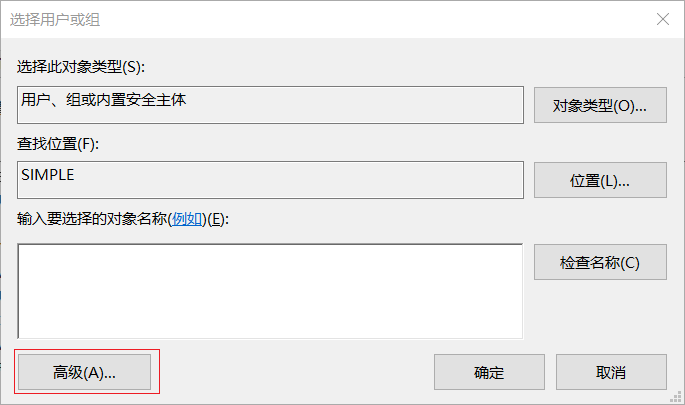 选择用户或组
选择此对象类型(S):
用户、组或内置安全主体
对象类型(O)...
查找位置(F):
SIMPLE
位置(L)...
输入要选择的对象名称(例如)(E):
检查名称(C)
高级(A)...
确定
取消